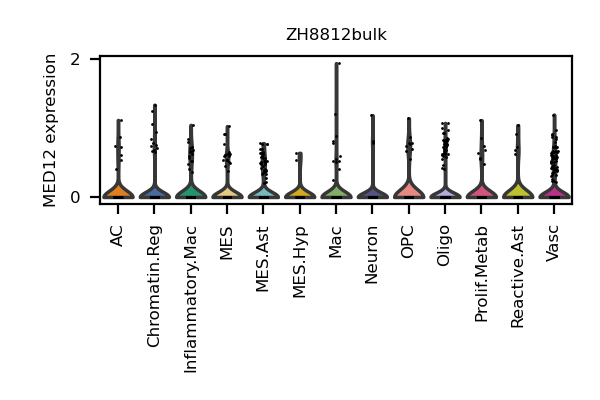 ZH8812bulk
MED12 expression
2
0
AC
Chromatin.Reg
Inflammatory.Mac
MES
MES.Ast
MES.Hyp
Mac
Neuron
OPC
Oligo
Prolif.Metab
Reactive.Ast
Vasc